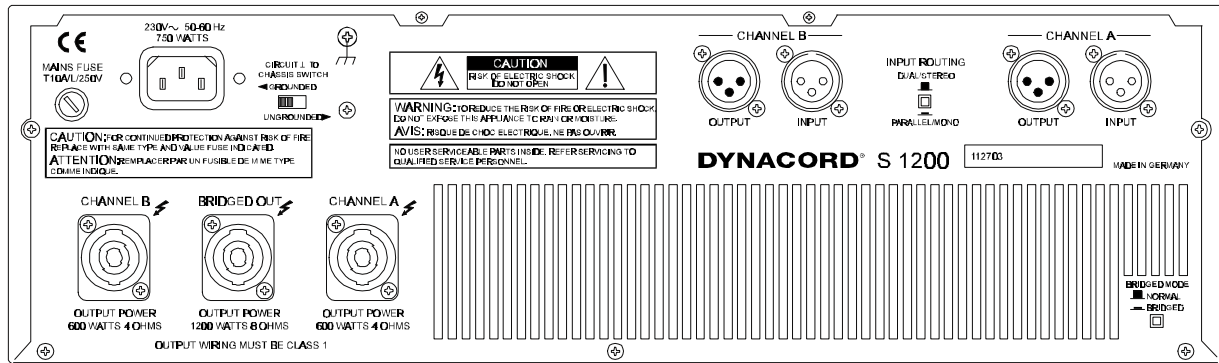 230V~ 50-60 Hz
750 WATTS
MAINS FUSE
T10A/L/250V
CIRCUIT ⊥ TO
CHASSIS SWITCH
◄GROUNDED
UNGROUNDED►
CAUTION: FOR CONTINUED PROTECTION AGAINST RISK OF FIRE
REPLACE WITH SAME TYPE AND VALUE FUSE INDICATED.
ATTENTION: REMPLACER PAR UN FUSIBLE DE M ME TYPE
COMME INDIQUE.
CAUTION
RISK OF ELECTRIC SHOCK
DO NOT OPEN
WARNING: TO REDUCE THE RISK OF FIRE OR ELECTRIC SHOCK,
DO NOT EXPOSE THIS APPLIANCE TO RAIN OR MOISTURE.
AVIS: RISQUE DE CHOC ELECTRIQUE, NE PAS OUVRIR.
NO USER SERVICEABLE PARTS INSIDE. REFER SERVICING TO
QUALIFIED SERVICE PERSONNEL.
CHANNEL B
OUTPUT
INPUT
INPUT ROUTING
DUAL/STEREO
PARALLEL/MONO
CHANNEL A
OUTPUT
INPUT
DYNACORD® S 1200
112703
MADE IN GERMANY
CHANNEL B
BRIDGED OUT
CHANNEL A
OUTPUT POWER
600 WATTS 4 OHMS
OUTPUT POWER
1200 WATTS 8 OHMS
OUTPUT POWER
600 WATTS 4 OHMS
OUTPUT WIRING MUST BE CLASS 1
BRIDGED MODE
NORMAL
BRIDGED